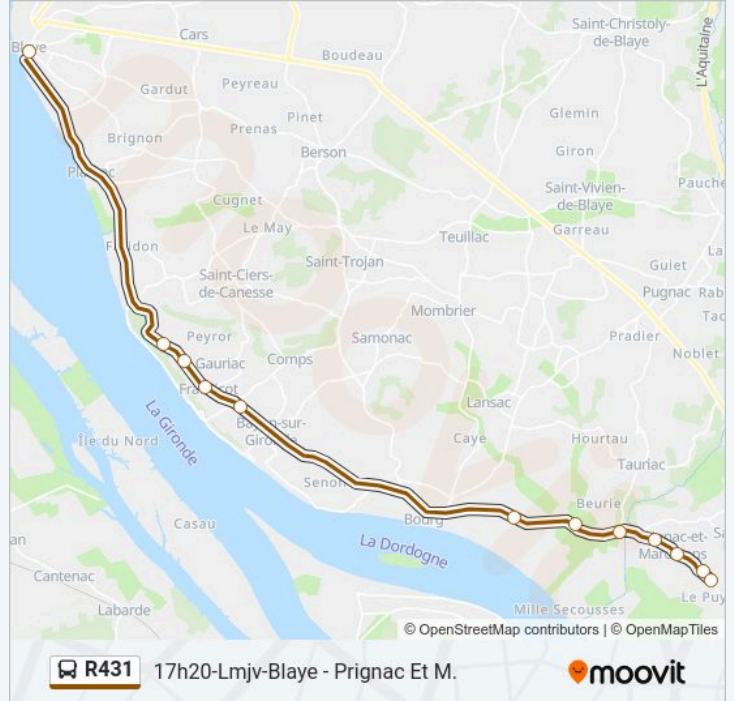 Blaye
Cars
Saint-Christoly-
de-Blaye
L'Aquitaine
Boudeau
Gardut
Peyreau
Pinet
Glemin
Brignon
Prenas
Berson
Giron
Saint-Vivien-
de-Blaye
Cugnet
Garreau
Le May
Teuillac
Saint-Trojan
Guiet
Saint-Ciers-
de-Canesse
Pugnac
Mombrier
Peyror
Samonac
Pradier
Gauriac
Comps
Noblet
Lansac
La Gironde
Île du Nord
Caye
Hourtau
Tauriac
Beurie
Casau
Bourg
La Dordogne
Cantenac
Labarde
Mille Secousses
Le Puy
© OpenStreetMap contributors | © OpenMapTiles
R431 17h20-Lmjv-Blaye - Prignac Et M. moovit